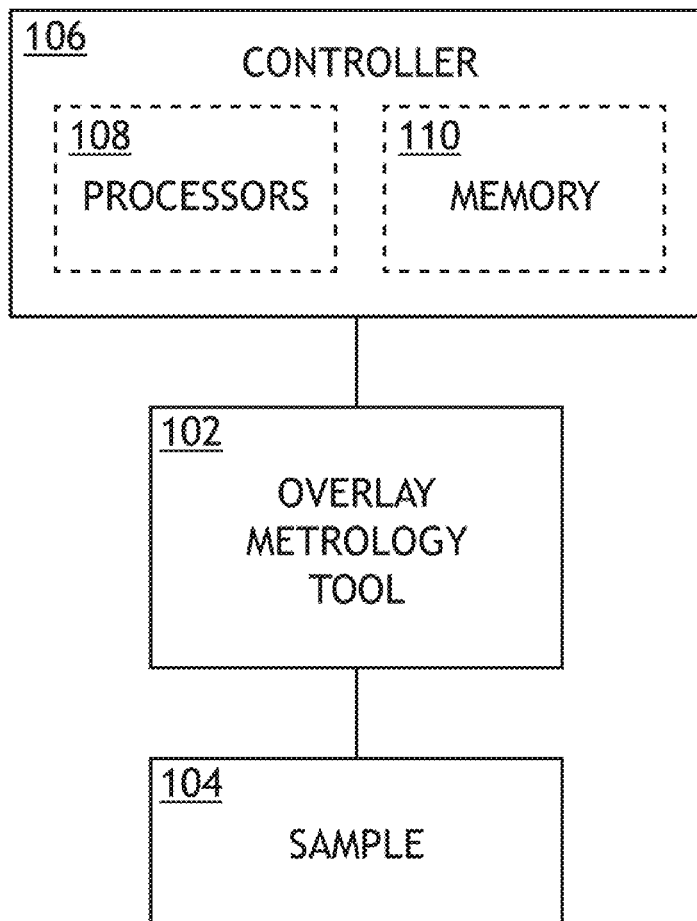 106
CONTROLLER
108
PROCESSORS
110
MEMORY
102
OVERLAY
METROLOGY
TOOL
104
SAMPLE